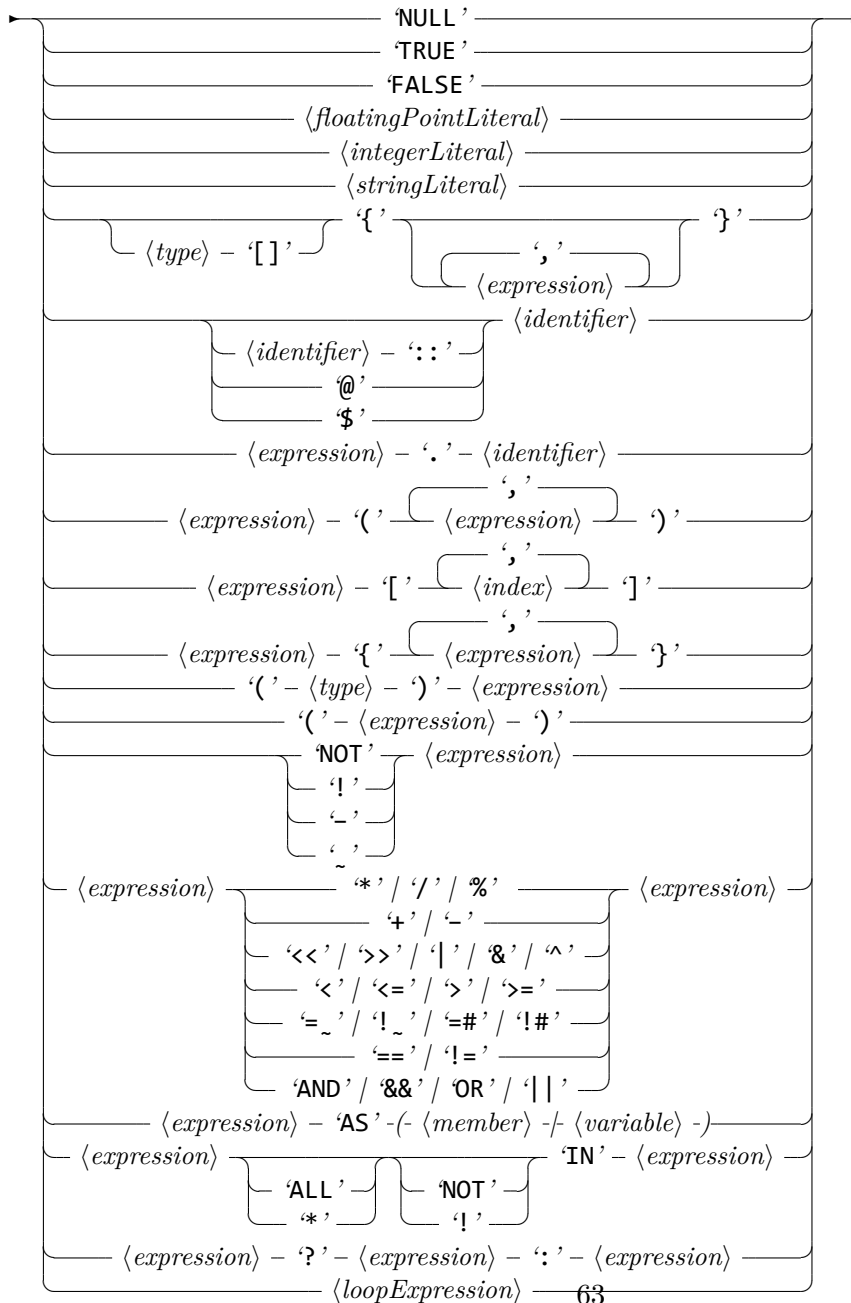 ‘NULL’
‘TRUE’
‘FALSE’
⟨floatingPointLiteral⟩
⟨integerLiteral⟩
⟨stringLiteral⟩
‘{’ ‘}’
⟨type⟩ – ‘[]’ ‘,’
⟨expression⟩
⟨identifier⟩
⟨identifier⟩ – ‘::’
‘@’
‘$’
⟨expression⟩ – ‘.’ – ⟨identifier⟩
‘,’
⟨expression⟩ – ‘(’ ⟨expression⟩ ‘)’
‘,’
⟨expression⟩ – ‘[’ ⟨index⟩ ‘]’
‘,’
⟨expression⟩ – ‘{’ ⟨expression⟩ ‘}’
‘(’ – ⟨type⟩ – ‘)’ – ⟨expression⟩
‘(’ – ⟨expression⟩ – ‘)’
‘NOT’ ⟨expression⟩
‘!’
‘-’
‘~’
⟨expression⟩ ‘*’ / ‘/’ / ‘%’ ⟨expression⟩
‘+’ / ‘-’
‘<<’ / ‘>>’ / ‘|’ / ‘&’ / ‘^’
‘<’ / ‘<=’ / ‘>’ / ‘>=’
‘=~’ / ‘!~’ / ‘=#’ / ‘!#’
‘==’ / ‘!=’
‘AND’ / ‘&&’ / ‘OR’ / ‘||’
⟨expression⟩ – ‘AS’ -(- ⟨member⟩ -/- ⟨variable⟩ -)
⟨expression⟩ ‘IN’ – ⟨expression⟩
‘ALL’ ‘NOT’
‘*’ ‘!’
⟨expression⟩ – ‘?’ – ⟨expression⟩ – ‘:’ – ⟨expression⟩
⟨loopExpression⟩
63